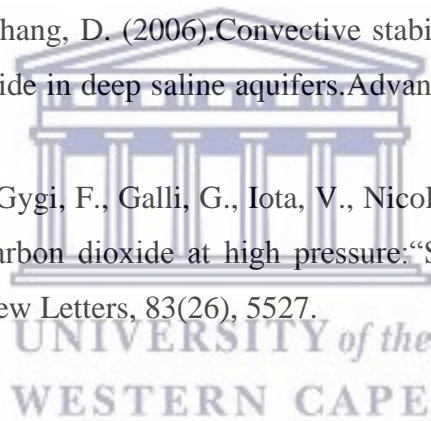 hang, D. (2006).Convective stabi
ide in deep saline aquifers.Advan
Gygi, F., Galli, G., Iota, V., Nicol
arbon dioxide at high pressure:“S
ew Letters, 83(26), 5527.
UNIVERSITY of the
WESTERN CAPE